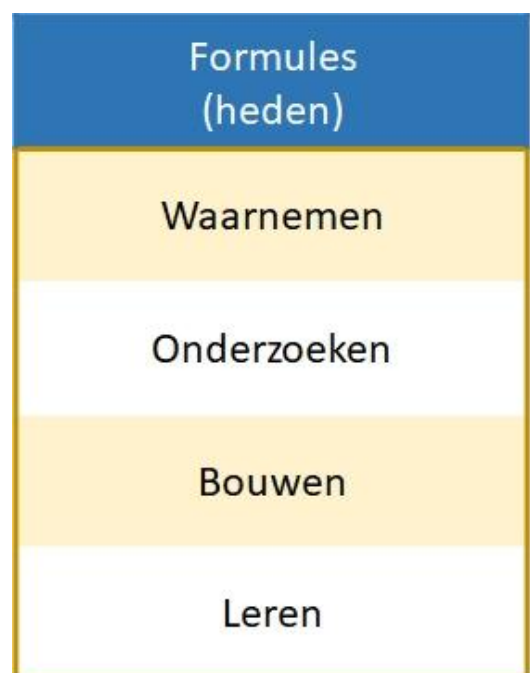 Formules
(heden)
Waarnemen
Onderzoeken
Bouwen
Leren